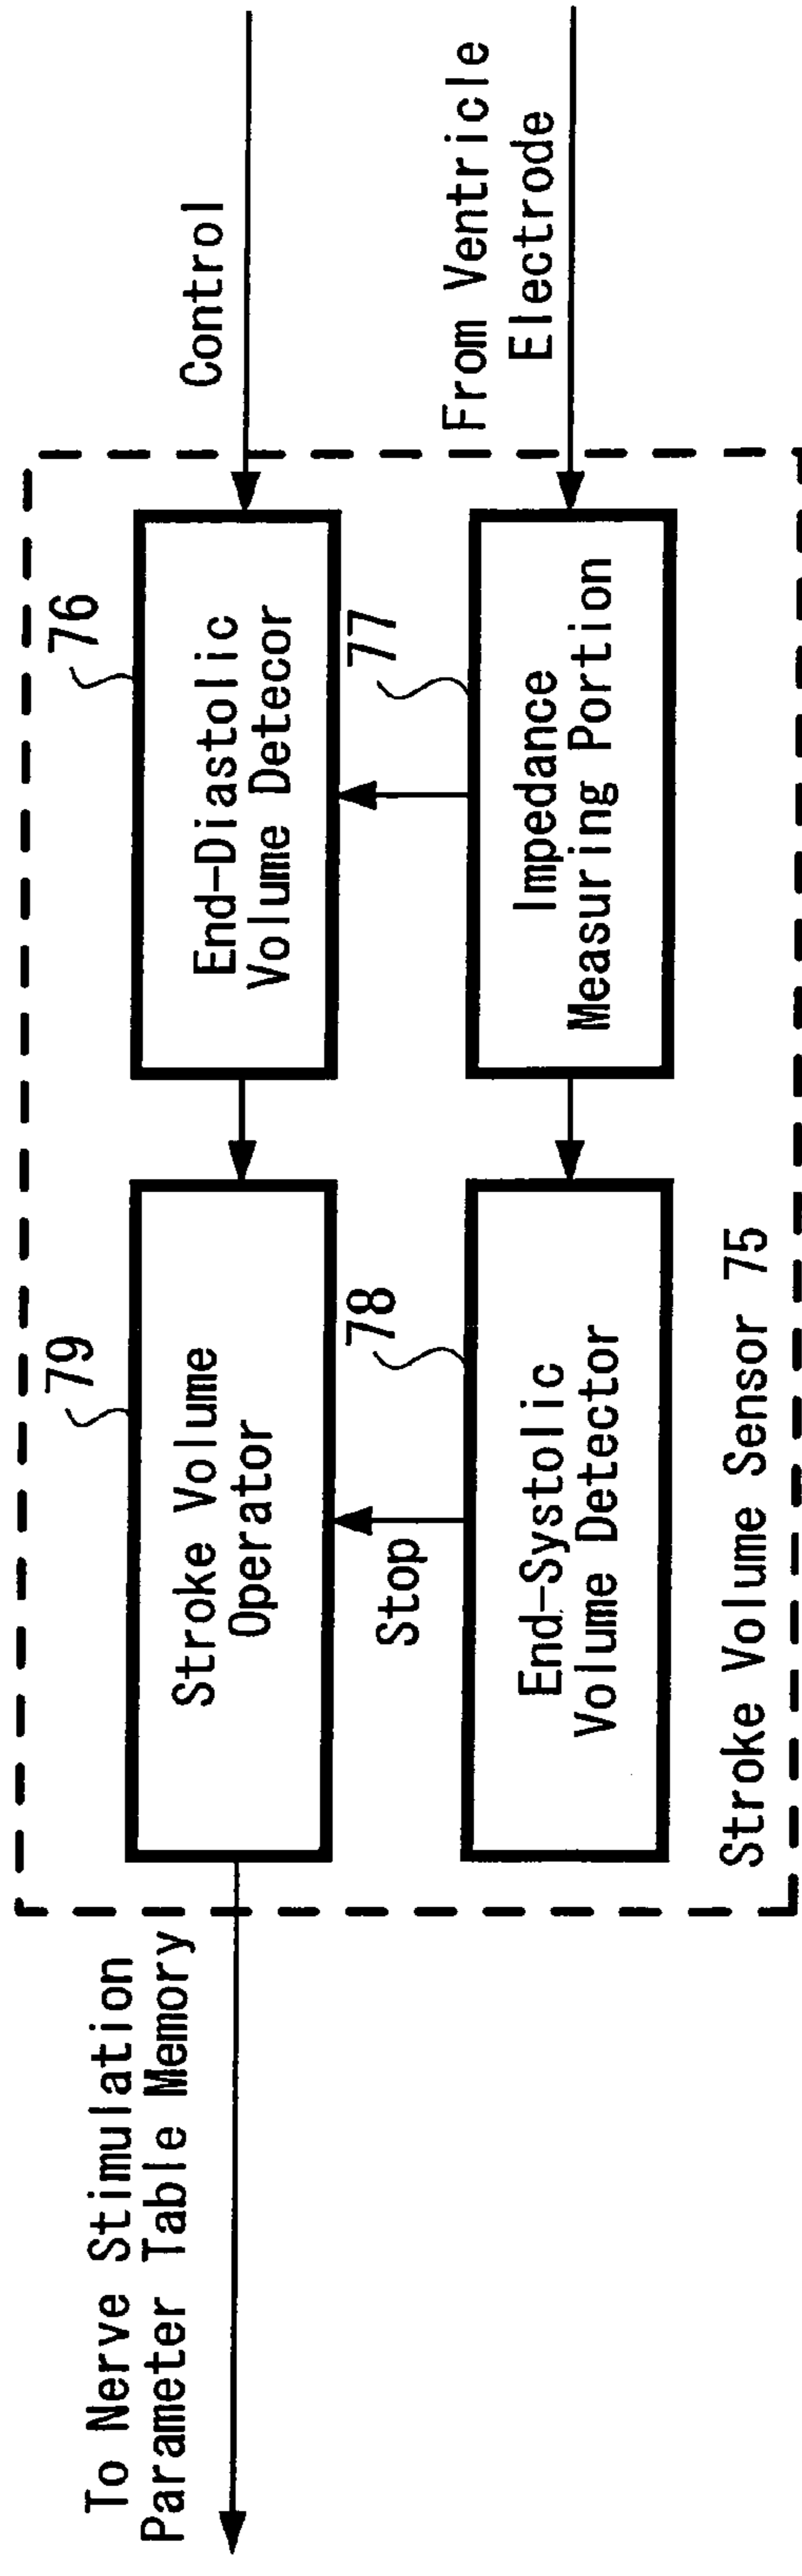 To Nerve Stimulation
Parameter Table Memory
79
Stroke Volume
Operator
76
End-Diastolic
Volume Detecor
Control
Stop
78
End-Systolic
Volume Detector
77
Impedance
Measuring Portion
From Ventricle
Electrode
Stroke Volume Sensor 75